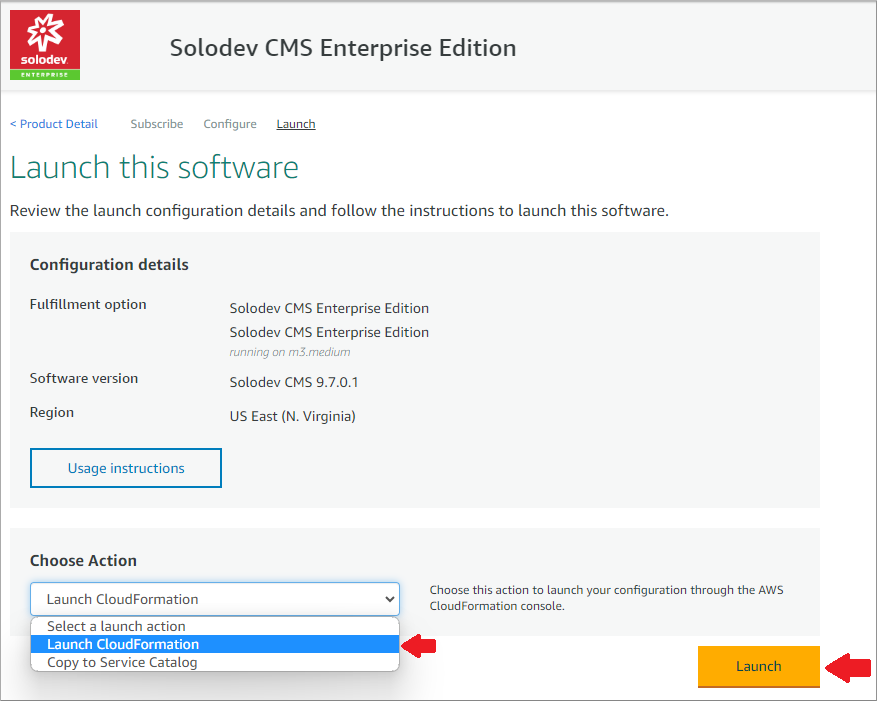 solodev
ENTERPRISE
Solodev CMS Enterprise Edition
< Product Detail Subscribe Configure Launch
Launch this software
Review the launch configuration details and follow the instructions to launch this software.
Configuration details
Fulfillment option
Solodev CMS Enterprise Edition
Solodev CMS Enterprise Edition
running on m3.medium
Software version
Solodev CMS 9.7.0.1
Region
US East (N. Virginia)
Usage instructions
Choose Action
Launch CloudFormation
Choose this action to launch your configuration through the AWS
CloudFormation console.
Select a launch action
Launch CloudFormation
Copy to Service Catalog
Launch